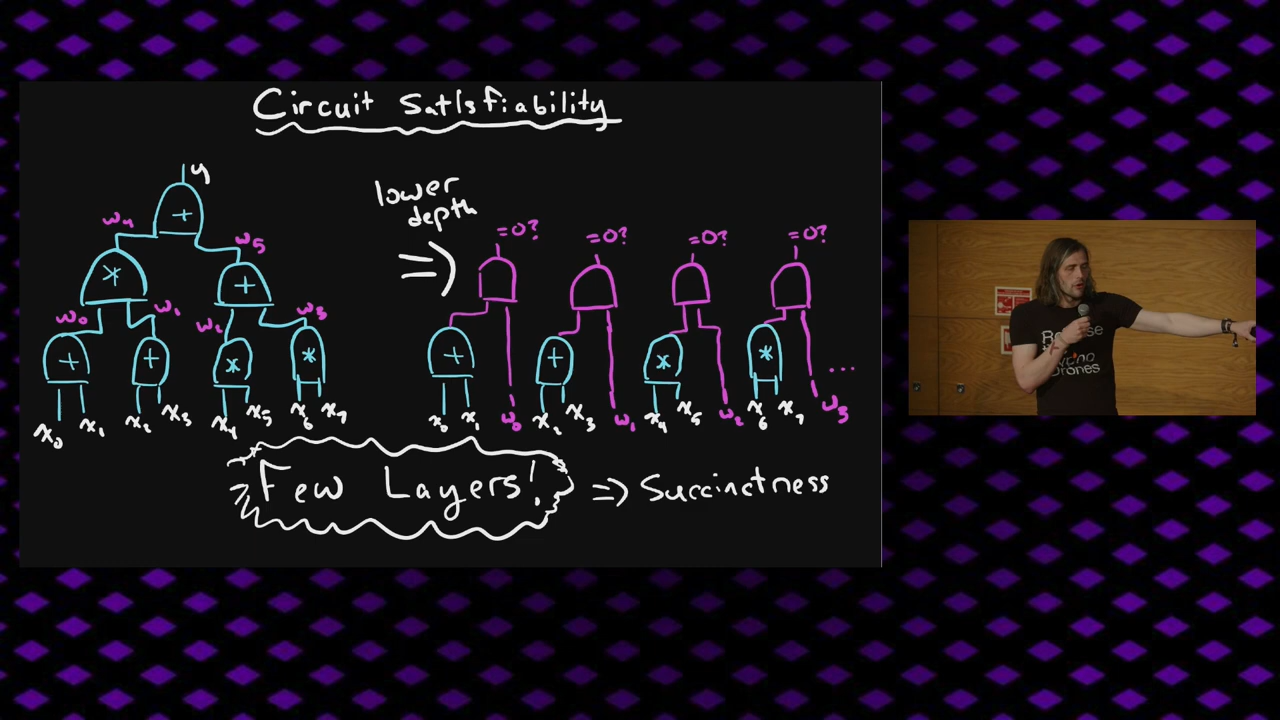 Circuit Satisfiability
y
+
w4
w5
*
+
w0
w1
w2
w3
+
+
*
*
x0 x1 x2 x3 x4 x5 x6 x7
lower
depth
=>
=0? =0? =0? =0?
+ + * *
...
x0 x1 w0 x2 x3 w1 x4 x5 w2 x6 x7 w3
Few Layers! => Succinctness